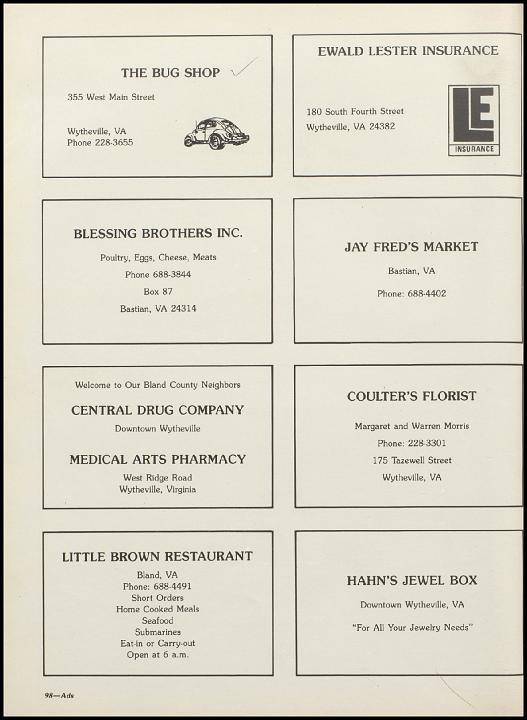 THE BUG SHOP
355 West Main Street
Wytheville, VA
Phone 228-3655
EWALD LESTER INSURANCE
180 South Fourth Street
Wytheville, VA 24382
LE
INSURANCE
BLESSING BROTHERS INC.
Poultry, Eggs, Cheese, Meats
Phone 688-3844
Box 87
Bastian, VA 24314
JAY FRED'S MARKET
Bastian, VA
Phone: 688-4402
Welcome to Our Bland County Neighbors
CENTRAL DRUG COMPANY
Downtown Wytheville
MEDICAL ARTS PHARMACY
West Ridge Road
Wytheville, Virginia
COULTER'S FLORIST
Margaret and Warren Morris
Phone: 228-3301
175 Tazewell Street
Wytheville, VA
LITTLE BROWN RESTAURANT
Bland, VA
Phone: 688-4491
Short Orders
Home Cooked Meals
Seafood
Submarines
Eat-in or Carry-out
Open at 6 a.m.
HAHN'S JEWEL BOX
Downtown Wytheville, VA
"For All Your Jewelry Needs"
98—Ads